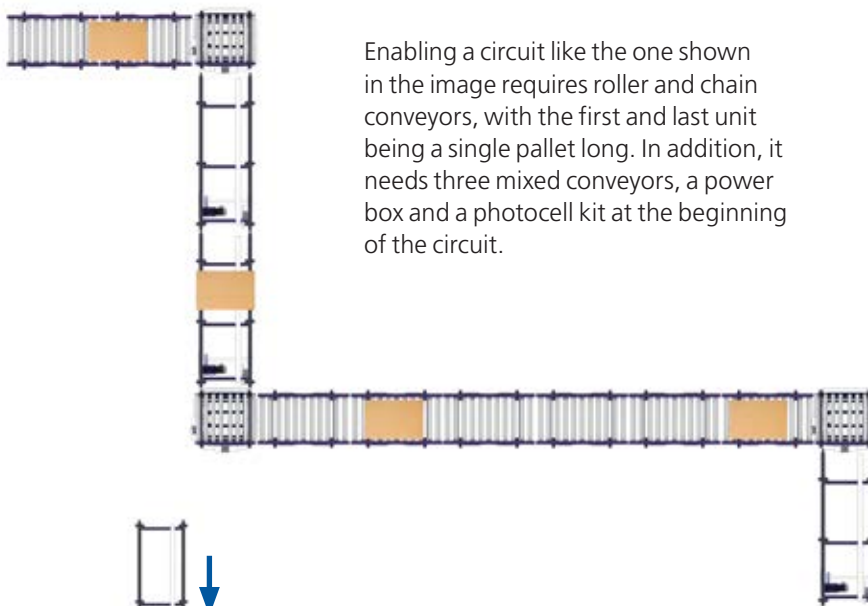 Enabling a circuit like the one shown
in the image requires roller and chain
conveyors, with the first and last unit
being a single pallet long. In addition, it
needs three mixed conveyors, a power
box and a photocell kit at the beginning
of the circuit.